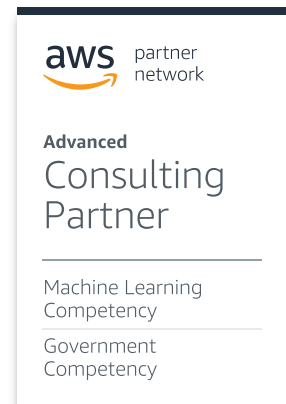 aws partner
network
Advanced
Consulting
Partner
Machine Learning
Competency
Government
Competency